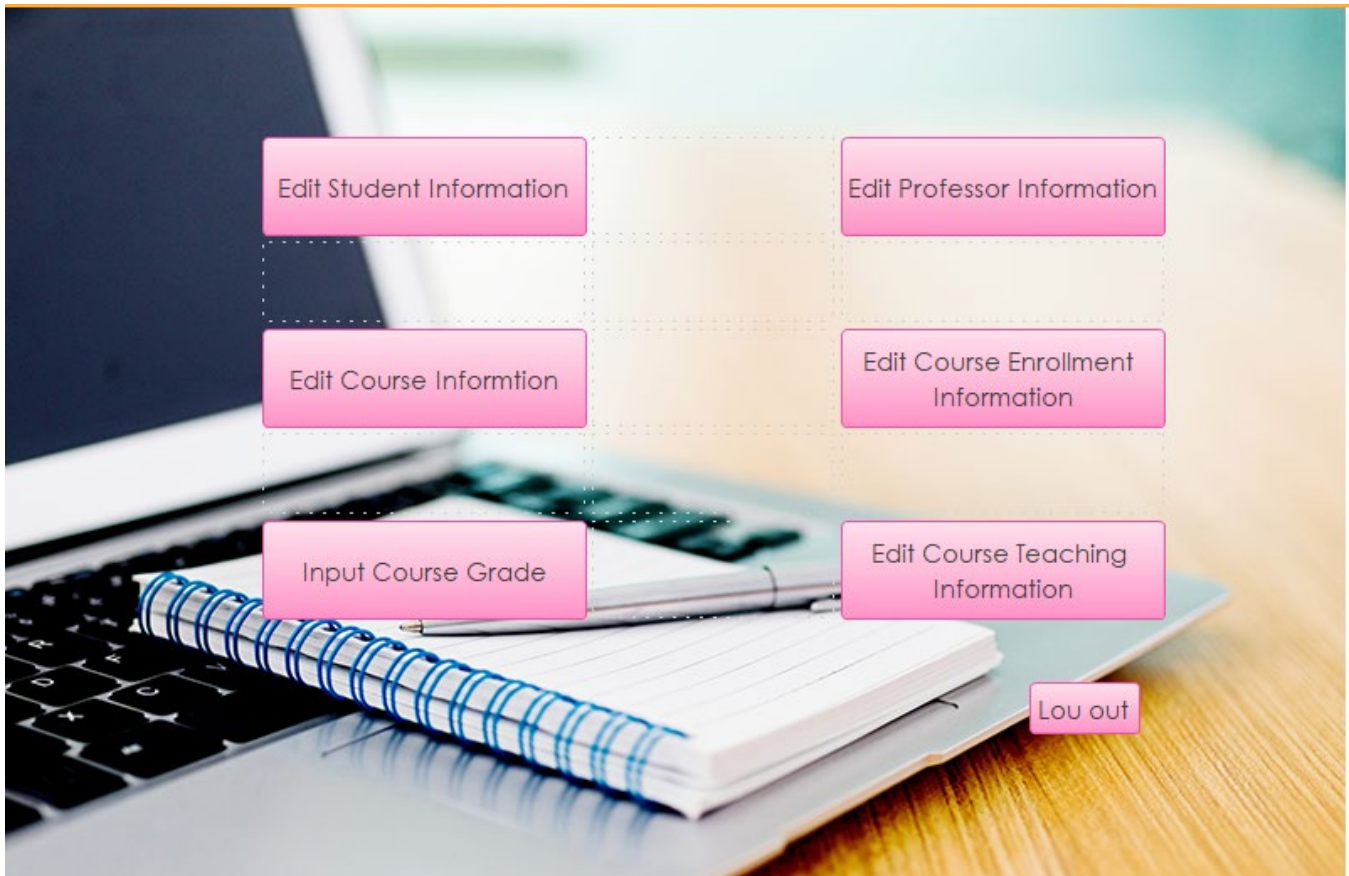 Edit Student Information
Edit Professor Information
Edit Course Informtion
Edit Course Enrollment
Information
Input Course Grade
Edit Course Teaching
Information
Lou out